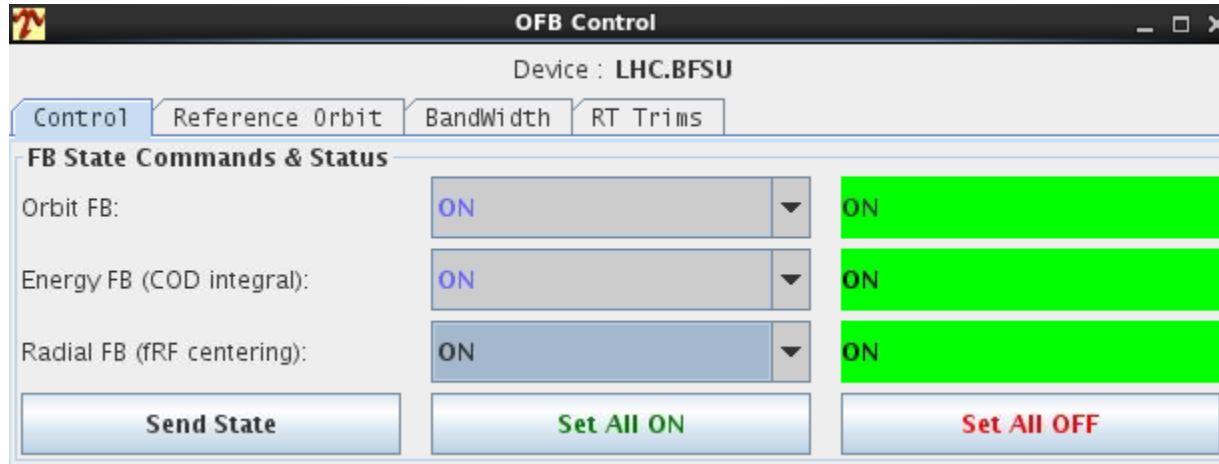 OFB Control
Device : LHC.BFSU
Control Reference Orbit BandWidth RT Trims
FB State Commands & Status
Orbit FB: ON ON
Energy FB (COD integral): ON ON
Radial FB (fRF centering): ON ON
Send State Set All ON Set All OFF